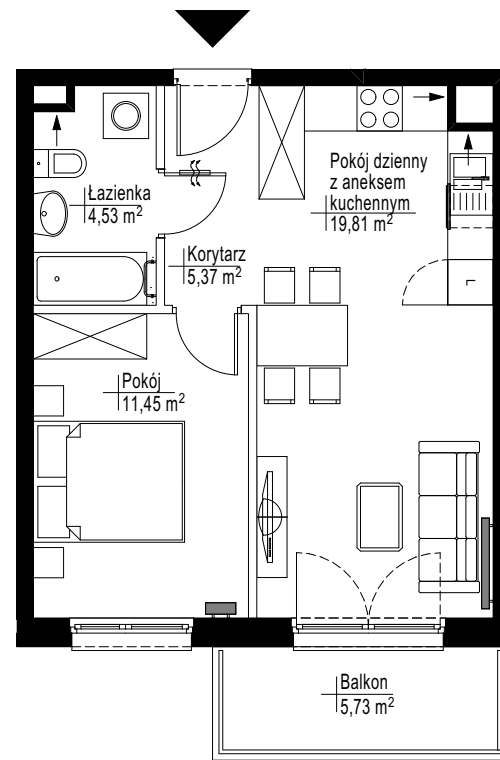 Pokój dzienny
z aneksem
kuchennym
19,81 m²
Łazienka
4,53 m²
Korytarz
5,37 m²
Pokój
11,45 m²
Balkon
5,73 m²